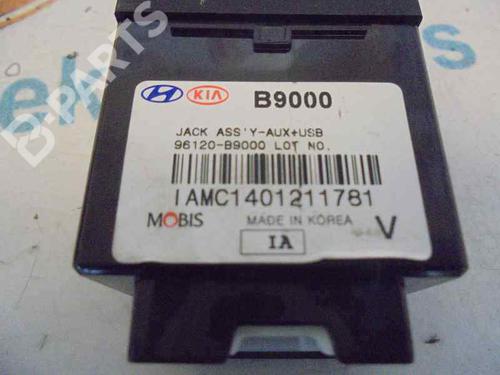 B-PARTS
KIA B9000
JACK ASS'Y-AUX+USB
96120-B9000 LOT NO.
IAMC1401211781
MOBIS MADE IN KOREA V
IA